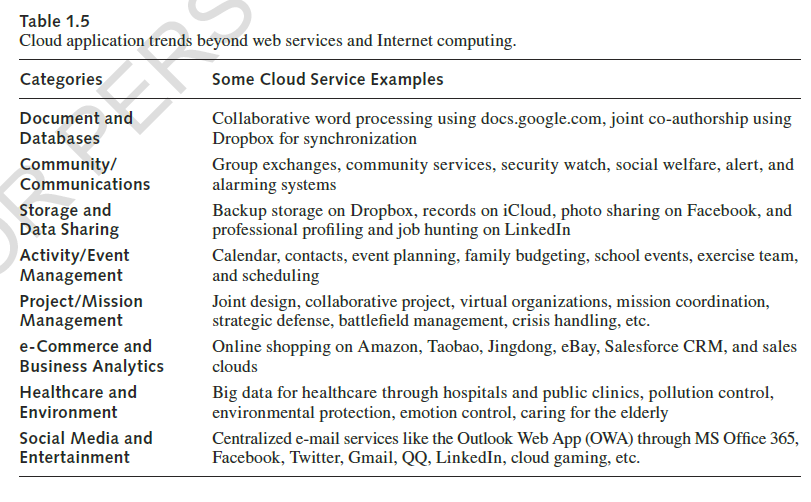 Table 1.5
Cloud application trends beyond web services and Internet computing.
Categories Some Cloud Service Examples
Document and Databases Collaborative word processing using docs.google.com, joint co-authorship using
Dropbox for synchronization
Community/ Communications Group exchanges, community services, security watch, social welfare, alert, and
alarming systems
Storage and Data Sharing Backup storage on Dropbox, records on iCloud, photo sharing on Facebook, and
professional profiling and job hunting on LinkedIn
Activity/Event Management Calendar, contacts, event planning, family budgeting, school events, exercise team,
and scheduling
Project/Mission Management Joint design, collaborative project, virtual organizations, mission coordination,
strategic defense, battlefield management, crisis handling, etc.
e-Commerce and Business Analytics Online shopping on Amazon, Taobao, Jingdong, eBay, Salesforce CRM, and sales
clouds
Healthcare and Environment Big data for healthcare through hospitals and public clinics, pollution control,
environmental protection, emotion control, caring for the elderly
Social Media and Entertainment Centralized e-mail services like the Outlook Web App (OWA) through MS Office 365,
Facebook, Twitter, Gmail, QQ, LinkedIn, cloud gaming, etc.
OR PERS